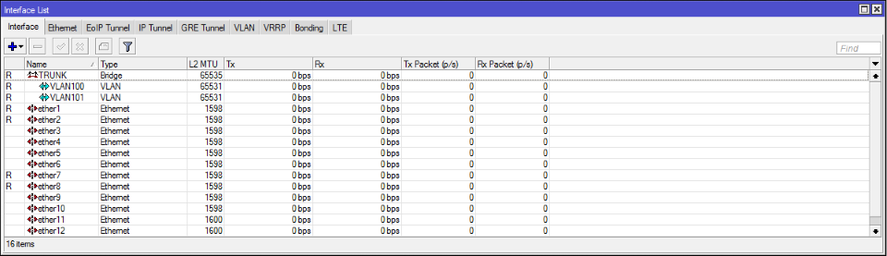 Interface List
Interface Ethernet EoIP Tunnel IP Tunnel GRE Tunnel VLAN VRRP Bonding LTE
Find
Name Type L2 MTU Tx Rx Tx Packet (p/s) Rx Packet (p/s)
R TRUNK Bridge 65535 0 bps 0 bps 0 0
R VLAN100 VLAN 65531 0 bps 0 bps 0 0
R VLAN101 VLAN 65531 0 bps 0 bps 0 0
R ether1 Ethernet 1598 0 bps 0 bps 0 0
R ether2 Ethernet 1598 0 bps 0 bps 0 0
ether3 Ethernet 1598 0 bps 0 bps 0 0
ether4 Ethernet 1598 0 bps 0 bps 0 0
ether5 Ethernet 1598 0 bps 0 bps 0 0
ether6 Ethernet 1598 0 bps 0 bps 0 0
R ether7 Ethernet 1598 0 bps 0 bps 0 0
R ether8 Ethernet 1598 0 bps 0 bps 0 0
ether9 Ethernet 1598 0 bps 0 bps 0 0
ether10 Ethernet 1598 0 bps 0 bps 0 0
ether11 Ethernet 1600 0 bps 0 bps 0 0
ether12 Ethernet 1600 0 bps 0 bps 0 0
16 items